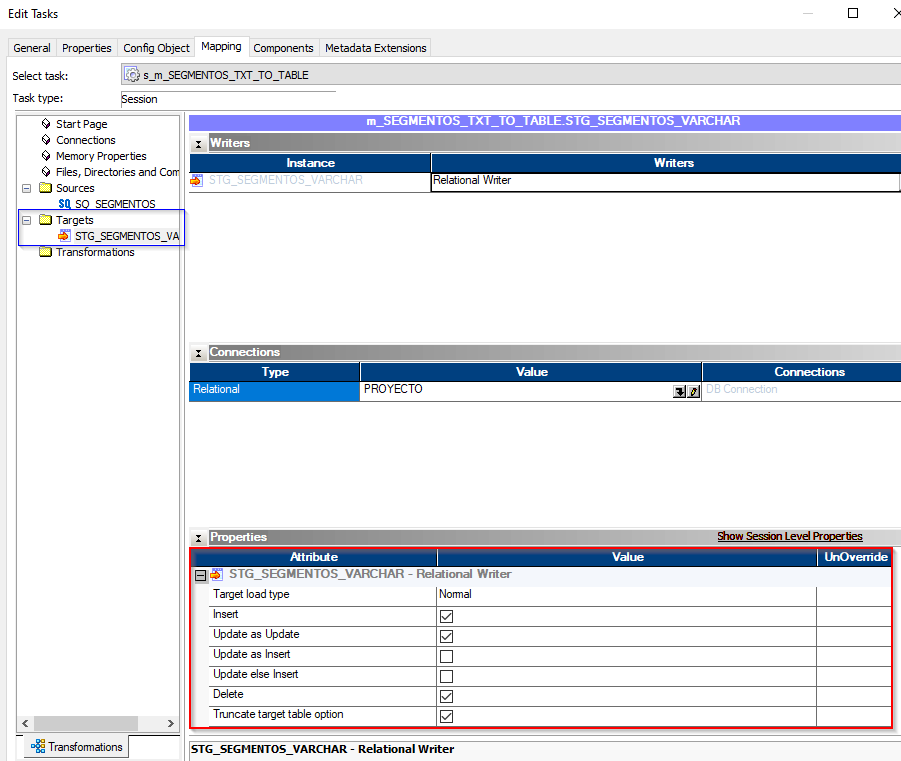 Edit Tasks
General Properties Config Object Mapping Components Metadata Extensions
Select task: s_m_SEGMENTOS_TXT_TO_TABLE
Task type: Session
Start Page
Connections
Memory Properties
Files, Directories and Com
Sources
SQ SQ_SEGMENTOS
Targets
STG_SEGMENTOS_VA
Transformations
Transformations
m_SEGMENTOS_TXT_TO_TABLE.STG_SEGMENTOS_VARCHAR
Writers
Instance Writers
STG_SEGMENTOS_VARCHAR Relational Writer
Connections
Type Value Connections
Relational PROYECTO DB Connection
Properties Show Session Level Properties
Attribute Value UnOverride
STG_SEGMENTOS_VARCHAR - Relational Writer
Target load type Normal
Insert
Update as Update
Update as Insert
Update else Insert
Delete
Truncate target table option
STG_SEGMENTOS_VARCHAR - Relational Writer